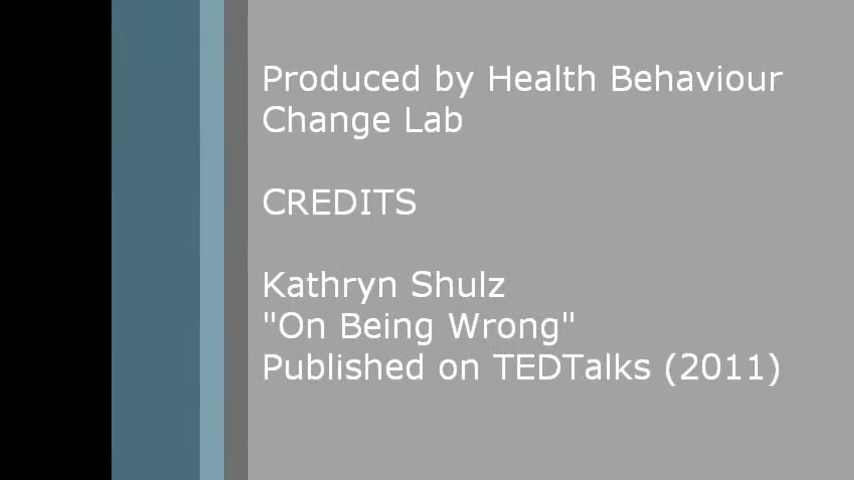 Produced by Health Behaviour
Change Lab
CREDITS
Kathryn Shulz
"On Being Wrong"
Published on TEDTalks (2011)